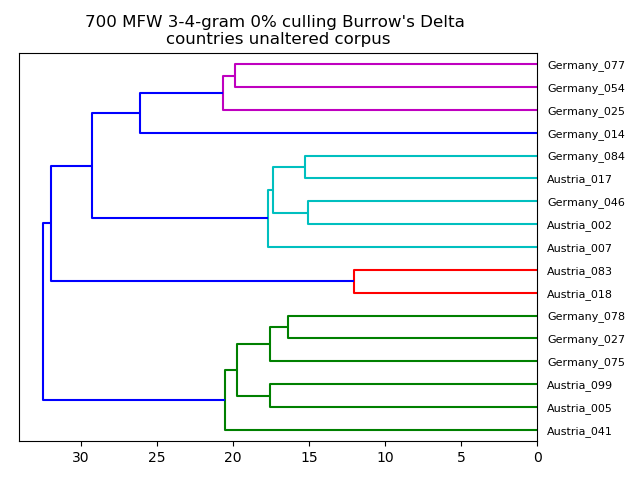 700 MFW 3-4-gram 0% culling Burrow's Delta
countries unaltered corpus
Germany_077
Germany_054
Germany_025
Germany_014
Germany_084
Austria_017
Germany_046
Austria_002
Austria_007
Austria_083
Austria_018
Germany_078
Germany_027
Germany_075
Austria_099
Austria_005
Austria_041
30 25 20 15 10 5 0